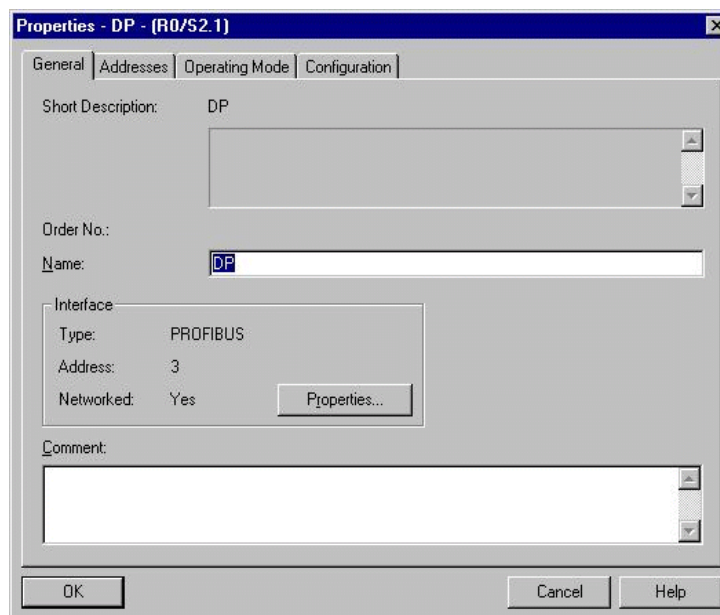 Properties - DP - (R0/S2.1)
General Addresses Operating Mode Configuration
Short Description: DP
Order No.:
Name: DP
Interface
Type: PROFIBUS
Address: 3
Networked: Yes Properties...
Comment:
OK Cancel Help